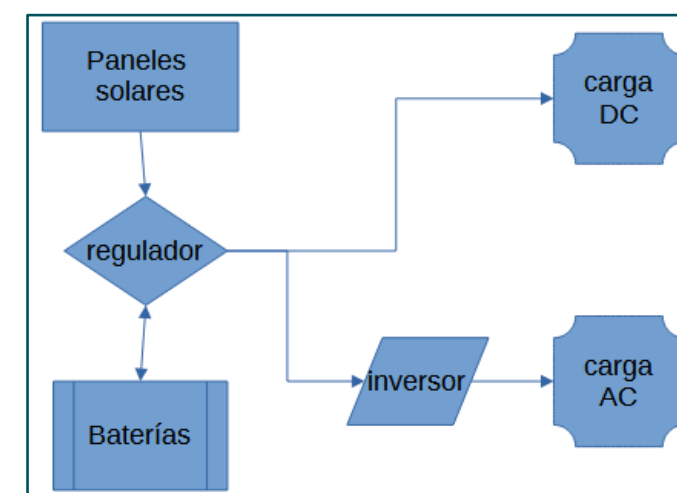 Paneles
solares
carga
DC
regulador
inversor
carga
AC
Baterías